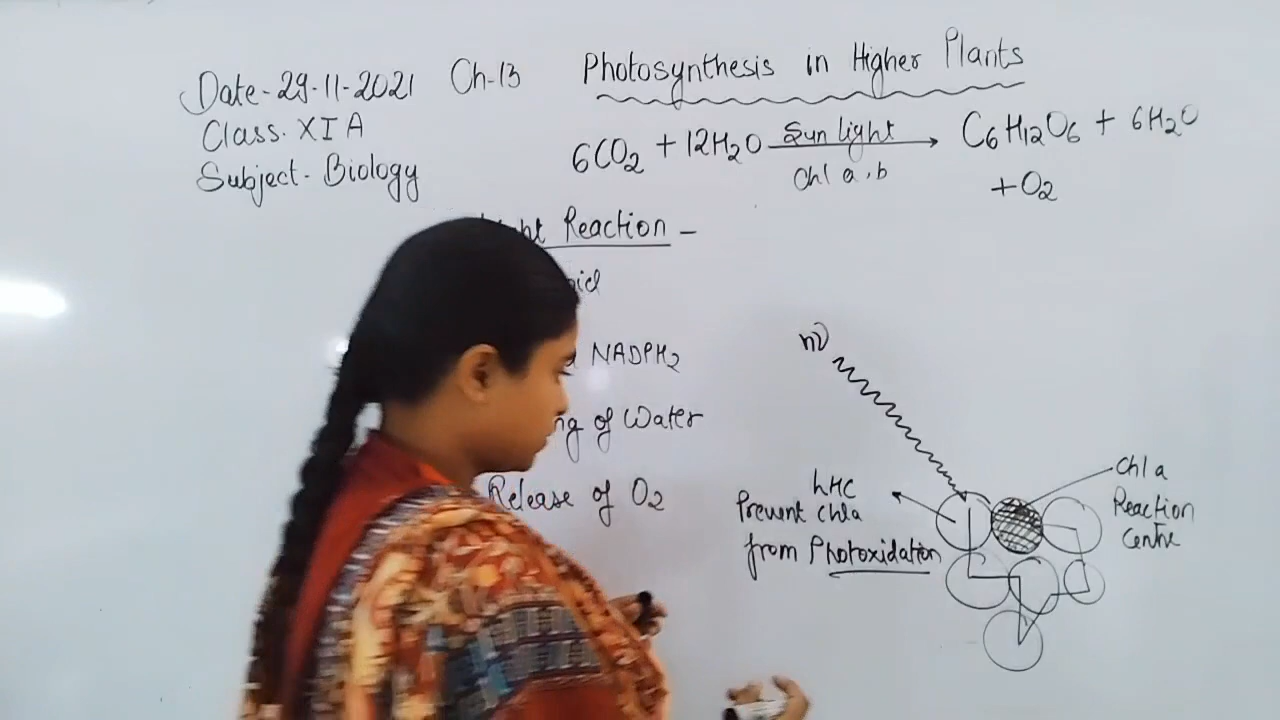 Date-29-11-2021 Ch-13 Photosynthesis in Higher Plants
Class. XI A
Subject- Biology
6CO2 + 12H2O Sun light C6H12O6 + 6H2O
Chl a, b
+O2
Reaction -
NADPH2
of Water
Release of O2
LHC
Prevent Chla
from Photoxidation
Chl a
Reaction
Centre